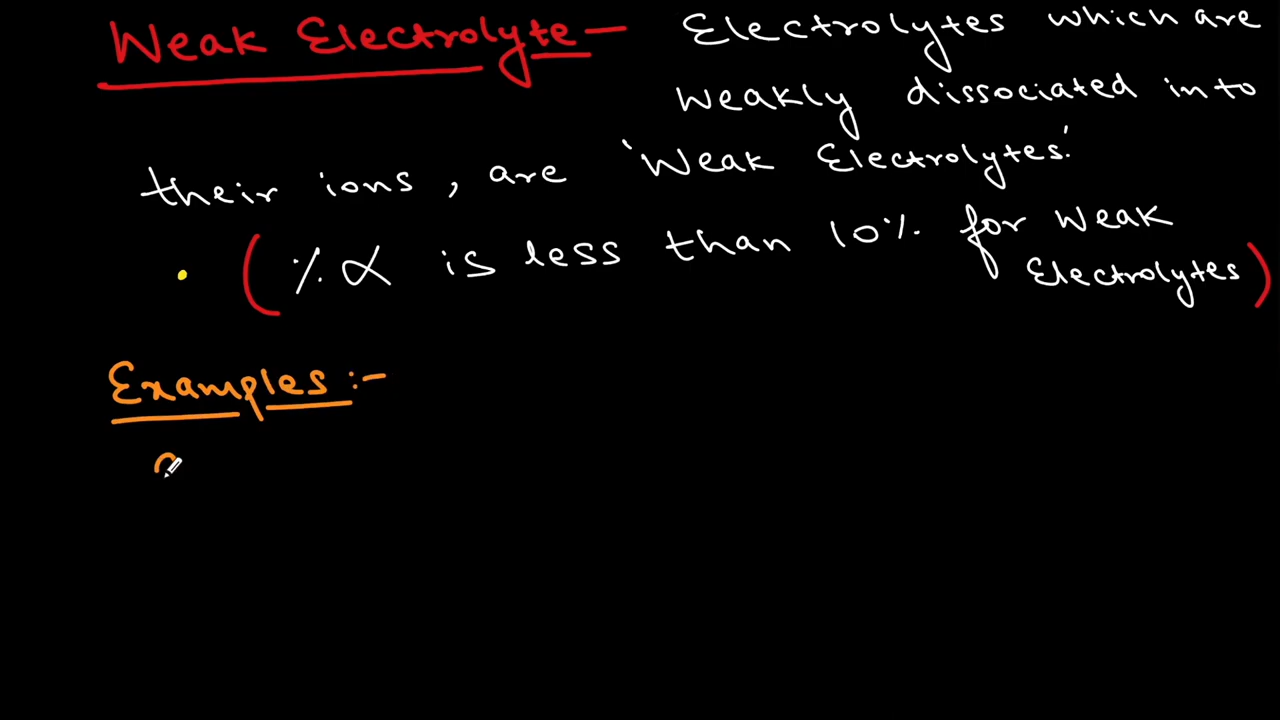 Weak Electrolyte— Electrolytes which are
weakly dissociated into
their ions, are 'Weak Electrolytes.'
• ( %α is less than 10% for weak
Electrolytes)
Examples :-